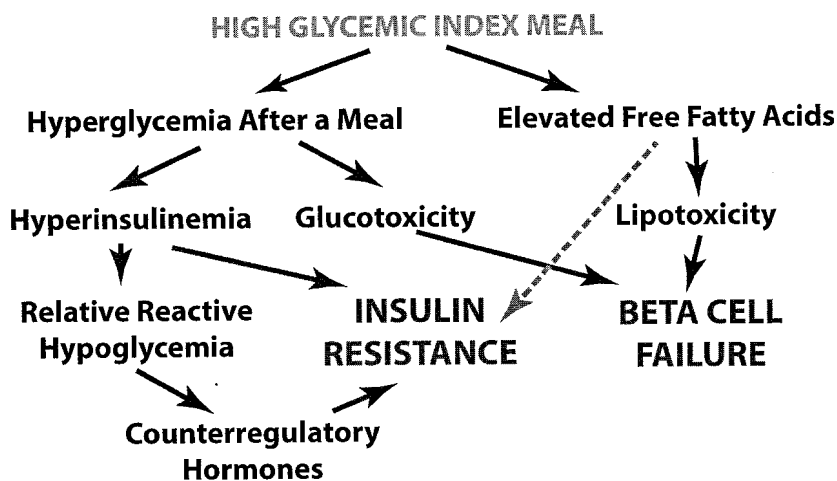 HIGH GLYCEMIC INDEX MEAL
Hyperglycemia After a Meal
Elevated Free Fatty Acids
Hyperinsulinemia
Glucotoxicity
Lipotoxicity
Relative Reactive
Hypoglycemia
INSULIN
RESISTANCE
BETA CELL
FAILURE
Counterregulatory
Hormones